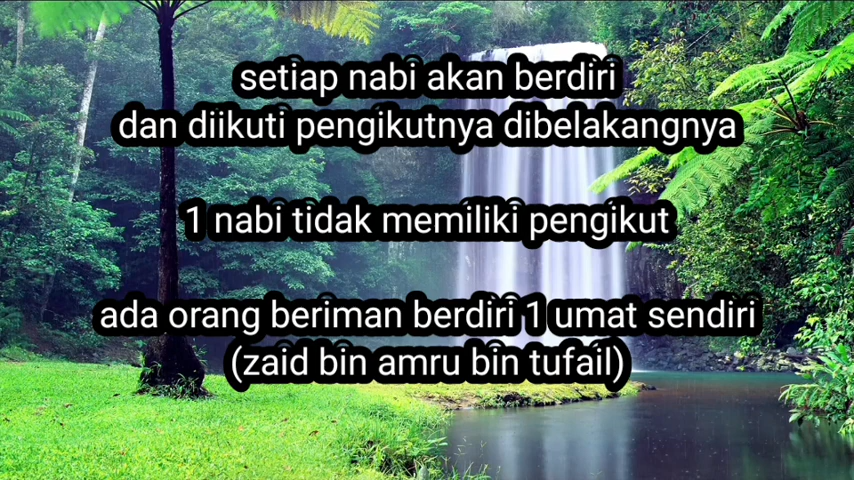 setiap nabi akan berdiri
dan diikuti pengikutnya dibelakangnya
1 nabi tidak memiliki pengikut
ada orang beriman berdiri 1 umat sendiri
(zaid bin amru bin tufail)